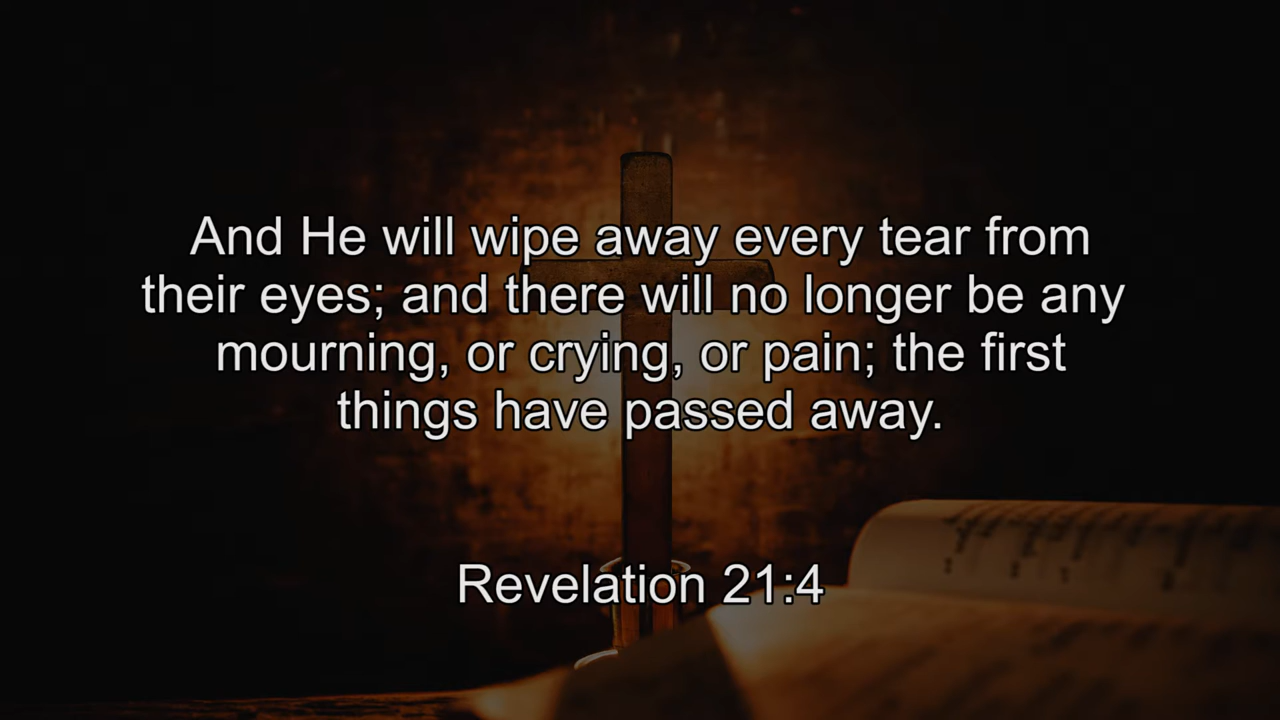 And He will wipe away every tear from
their eyes; and there will no longer be any
mourning, or crying, or pain; the first
things have passed away.
Revelation 21:4